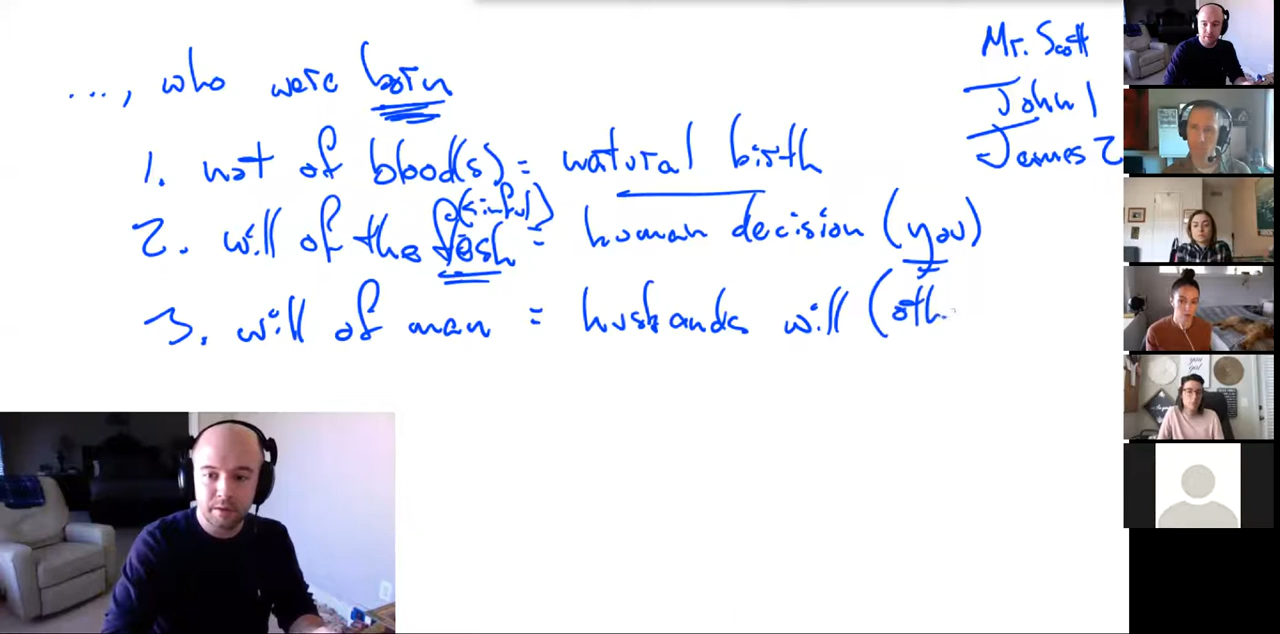 ..., who were born
1. not of blood(s) = natural birth
(sinful)
2. will of the flesh = human decision (you)
3. will of man = husbands will (oth
Mr. Scott
John 1
James 2